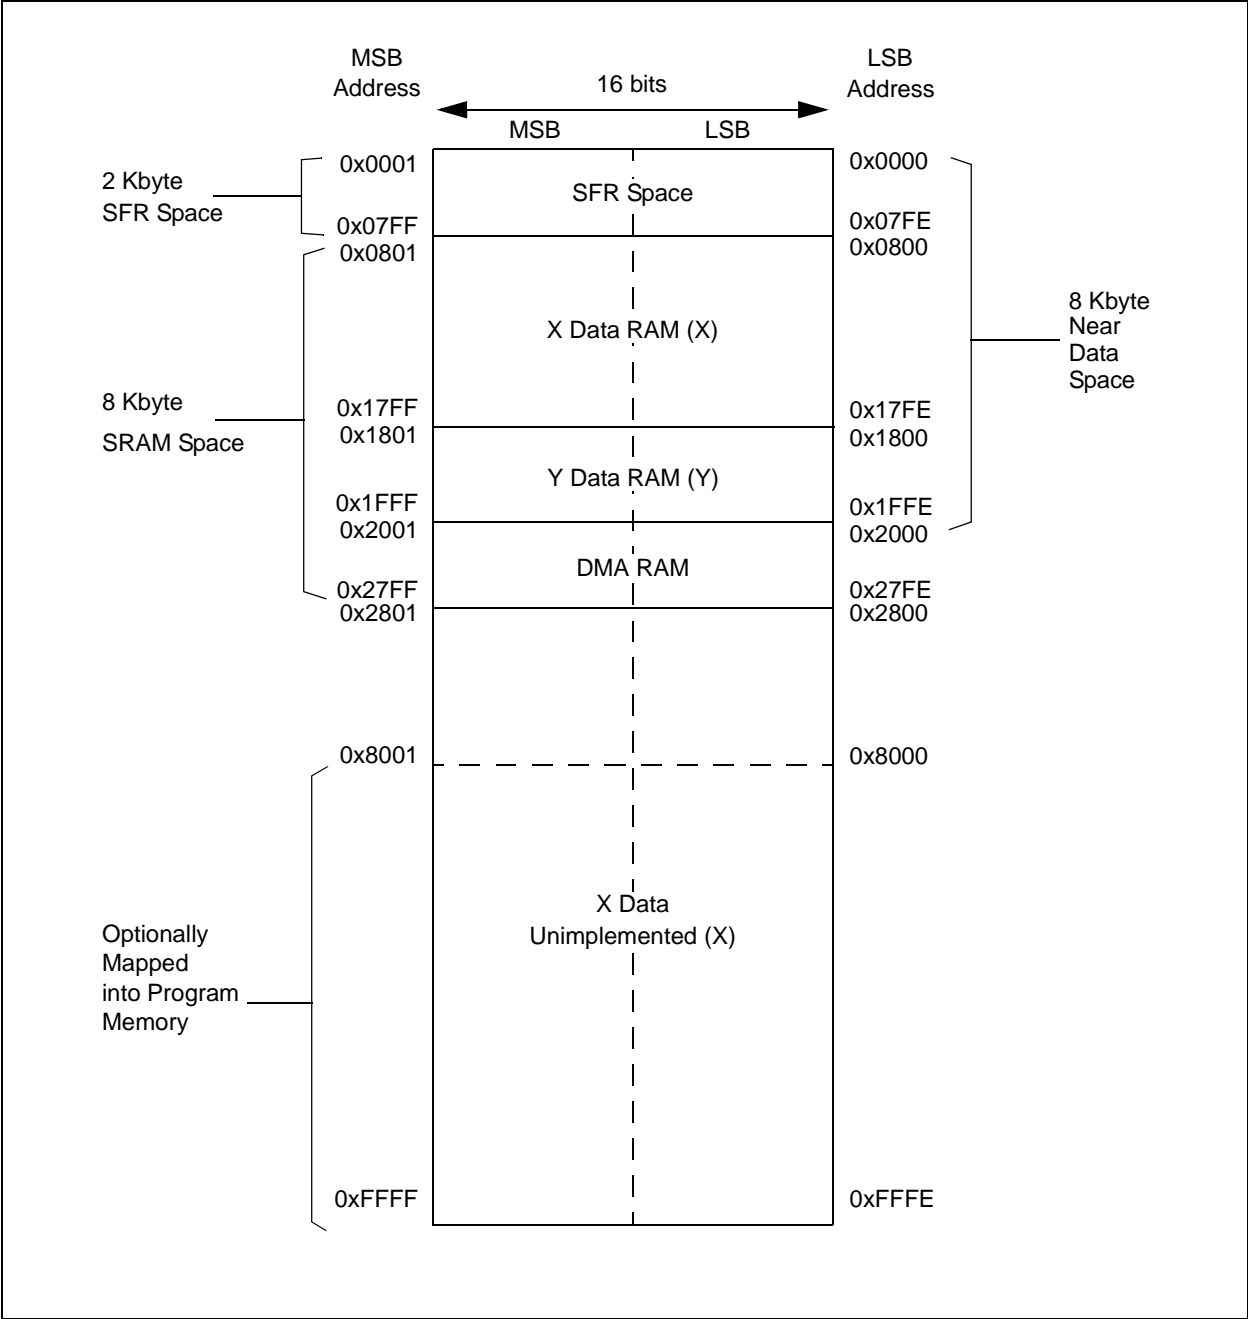 MSB
Address
16 bits
LSB
Address
MSB
LSB
2 Kbyte
SFR Space
0x0001
0x07FF
0x0801
SFR Space
0x0000
0x07FE
0x0800
X Data RAM (X)
8 Kbyte
Near
Data
Space
8 Kbyte
SRAM Space
0x17FF
0x1801
0x17FE
0x1800
Y Data RAM (Y)
0x1FFF
0x2001
0x1FFE
0x2000
DMA RAM
0x27FF
0x2801
0x27FE
0x2800
0x8001
0x8000
X Data
Unimplemented (X)
Optionally
Mapped
into Program
Memory
0xFFFF
0xFFFE